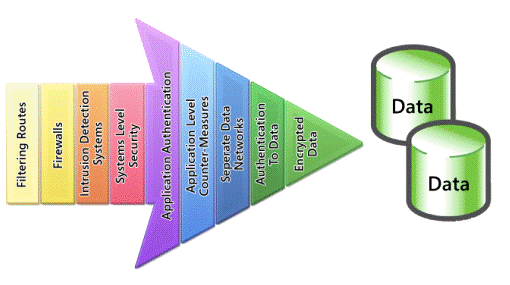 Filtering Routes
Firewalls
Intrusion Detection
Systems
Systems Level
Security
Application Authentication
Application Level
Counter-Measures
Seperate Data
Networks
Authentication
To Data
Encrypted
Data
Data
Data